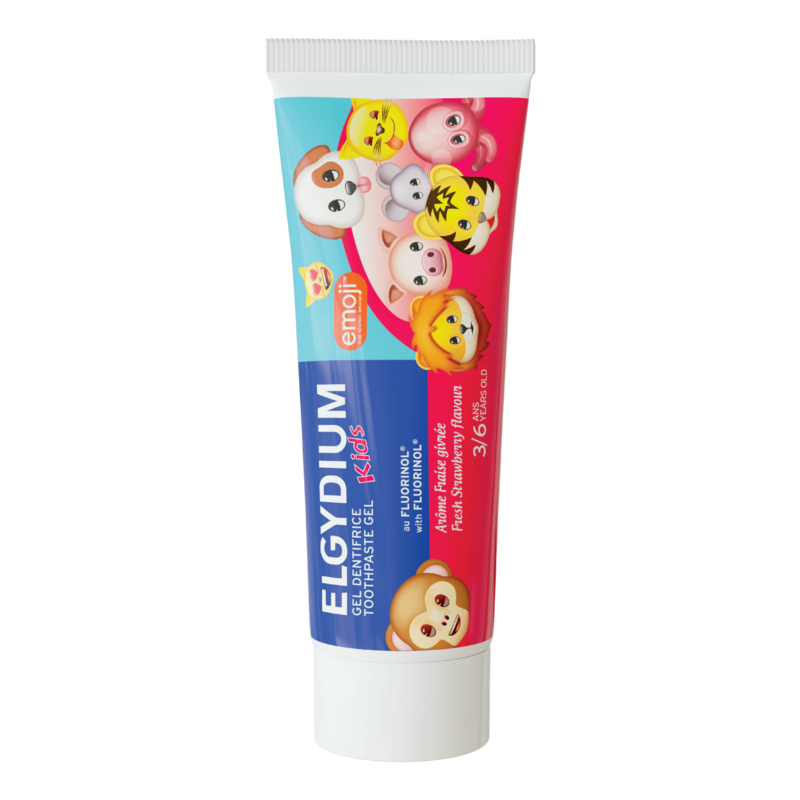 emoji™
ELGYDIUM
Kids
GEL DENTIFRICE
TOOTHPASTE GEL
au FLUORINOL®
with FLUORINOL®
Arôme Fraise givrée
Fresh Strawberry flavour
3/6 ANS
YEARS OLD